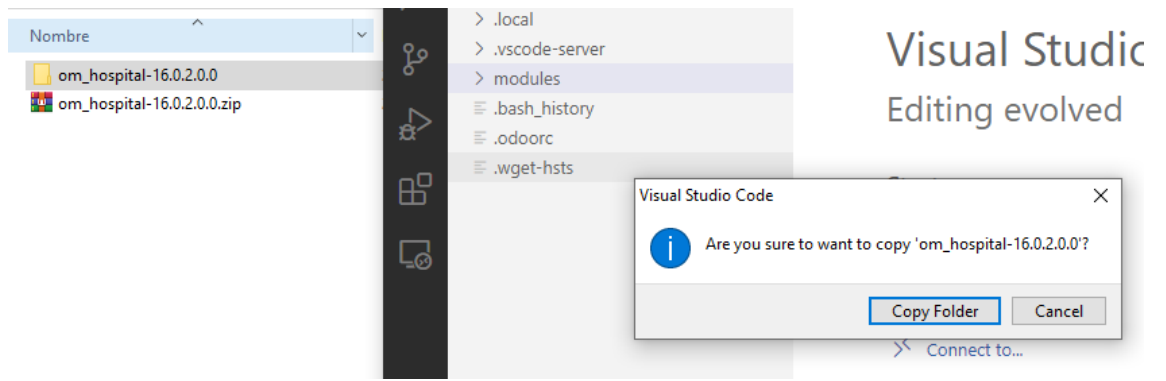 Nombre
om_hospital-16.0.2.0.0
om_hospital-16.0.2.0.0.zip
.local
.vscode-server
modules
.bash_history
.odoorc
.wget-hsts
Visual Studio
Editing evolved
Visual Studio Code
Are you sure to want to copy 'om_hospital-16.0.2.0.0'?
Copy Folder
Cancel
Connect to...